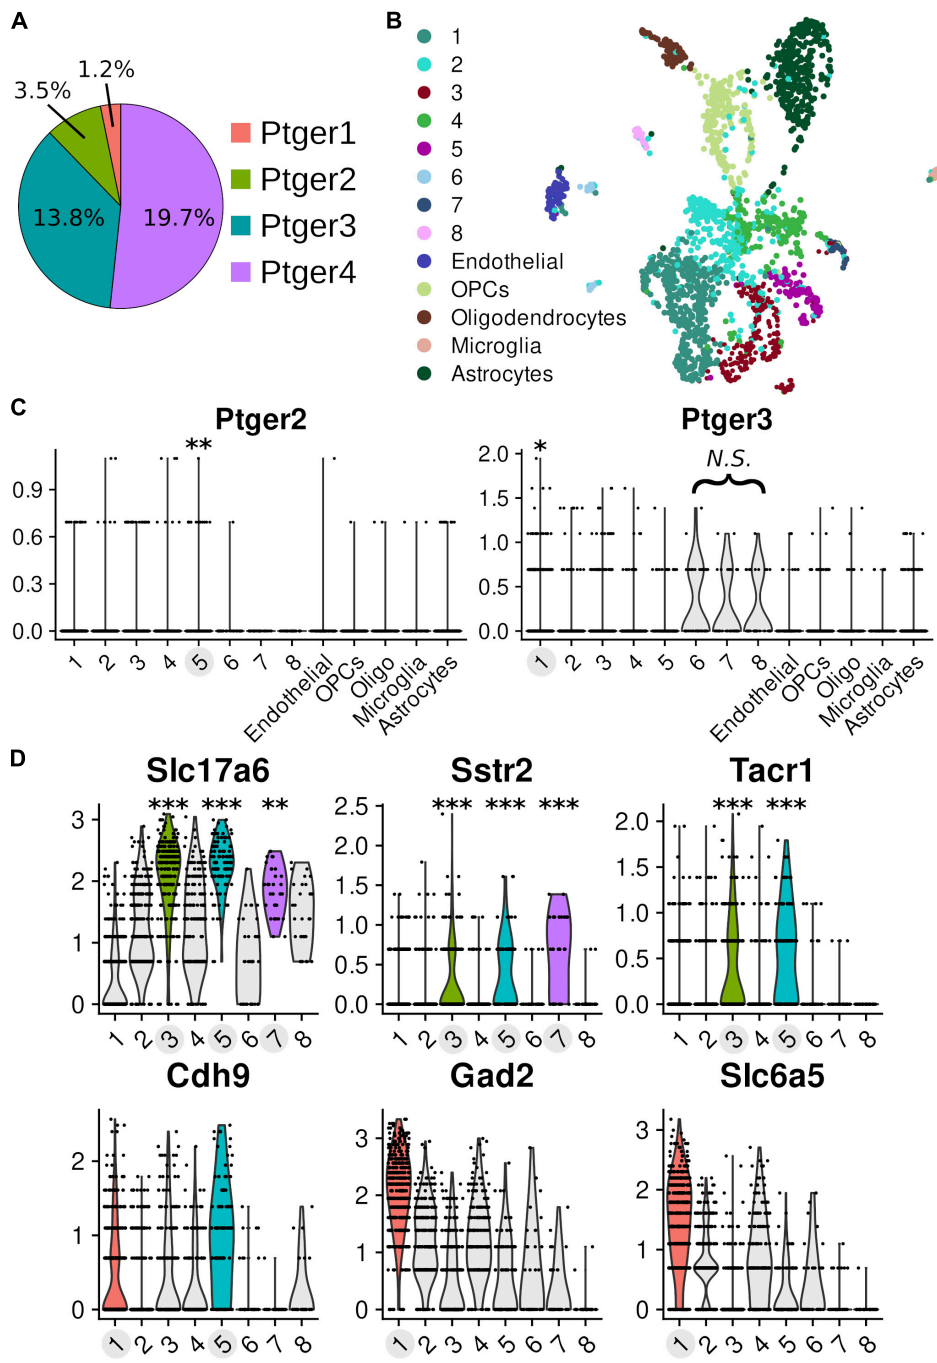 A
1.2%
3.5%
13.8%
19.7%
Ptger1
Ptger2
Ptger3
Ptger4
B
1
2
3
4
5
6
7
8
Endothelial
OPCs
Oligodendrocytes
Microglia
Astrocytes
C
Ptger2
**
0.9
0.6
0.3
0.0
1 2 3 4 5 6 7 8 Endothelial OPCs Oligo Microglia Astrocytes
Ptger3
*
N.S.
2.0
1.5
1.0
0.5
0.0
1 2 3 4 5 6 7 8 Endothelial OPCs Oligo Microglia Astrocytes
D
Slc17a6
*** *** **
3
2
1
0
1 2 3 4 5 6 7 8
Sstr2
*** *** ***
2.5
2.0
1.5
1.0
0.5
0.0
1 2 3 4 5 6 7 8
Tacr1
*** ***
2.0
1.5
1.0
0.5
0.0
1 2 3 4 5 6 7 8
Cdh9
2
1
0
1 2 3 4 5 6 7 8
Gad2
3
2
1
0
1 2 3 4 5 6 7 8
Slc6a5
3
2
1
0
1 2 3 4 5 6 7 8